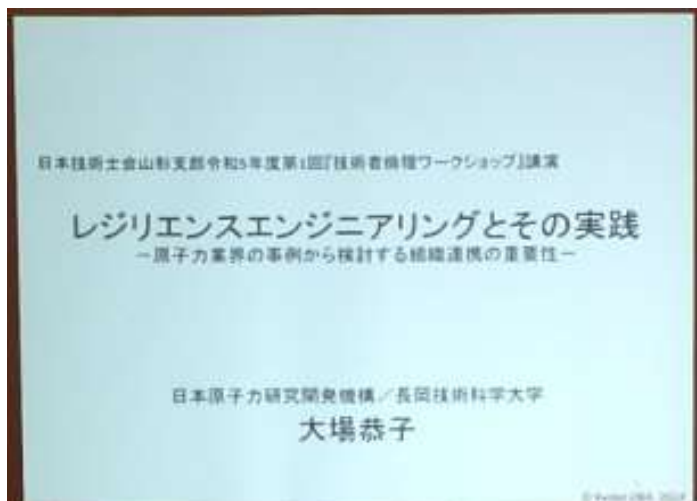 日本技術士会山形支部令和5年度第1回『技術者倫理ワークショップ』講演
レジリエンスエンジニアリングとその実践
－原子力業界の事例から検討する組織連携の重要性－
日本原子力研究開発機構／長岡技術科学大学
大場恭子